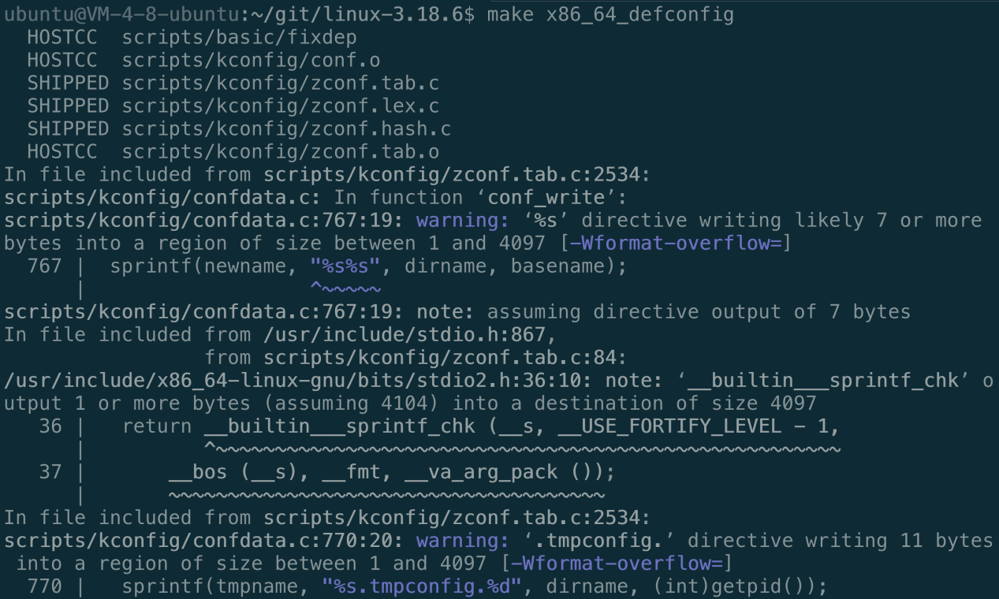 ubuntu@VM-4-8-ubuntu:~/git/linux-3.18.6$ make x86_64_defconfig
  HOSTCC  scripts/basic/fixdep
  HOSTCC  scripts/kconfig/conf.o
  SHIPPED scripts/kconfig/zconf.tab.c
  SHIPPED scripts/kconfig/zconf.lex.c
  SHIPPED scripts/kconfig/zconf.hash.c
  HOSTCC  scripts/kconfig/zconf.tab.o
In file included from scripts/kconfig/zconf.tab.c:2534:
scripts/kconfig/confdata.c: In function ‘conf_write’:
scripts/kconfig/confdata.c:767:19: warning: ‘%s’ directive writing likely 7 or more
bytes into a region of size between 1 and 4097 [-Wformat-overflow=]
  767 |  sprintf(newname, "%s%s", dirname, basename);
      |                   ^~~~~~
scripts/kconfig/confdata.c:767:19: note: assuming directive output of 7 bytes
In file included from /usr/include/stdio.h:867,
                 from scripts/kconfig/zconf.tab.c:84:
/usr/include/x86_64-linux-gnu/bits/stdio2.h:36:10: note: ‘__builtin___sprintf_chk’ o
utput 1 or more bytes (assuming 4104) into a destination of size 4097
   36 |   return __builtin___sprintf_chk (__s, __USE_FORTIFY_LEVEL - 1,
      |          ^~~~~~~~~~~~~~~~~~~~~~~~~~~~~~~~~~~~~~~~~~~~~~~~~~~~~~
   37 |       __bos (__s), __fmt, __va_arg_pack ());
      |       ~~~~~~~~~~~~~~~~~~~~~~~~~~~~~~~~~~~~~
In file included from scripts/kconfig/zconf.tab.c:2534:
scripts/kconfig/confdata.c:770:20: warning: ‘.tmpconfig.’ directive writing 11 bytes
 into a region of size between 1 and 4097 [-Wformat-overflow=]
  770 |   sprintf(tmpname, "%s.tmpconfig.%d", dirname, (int)getpid());